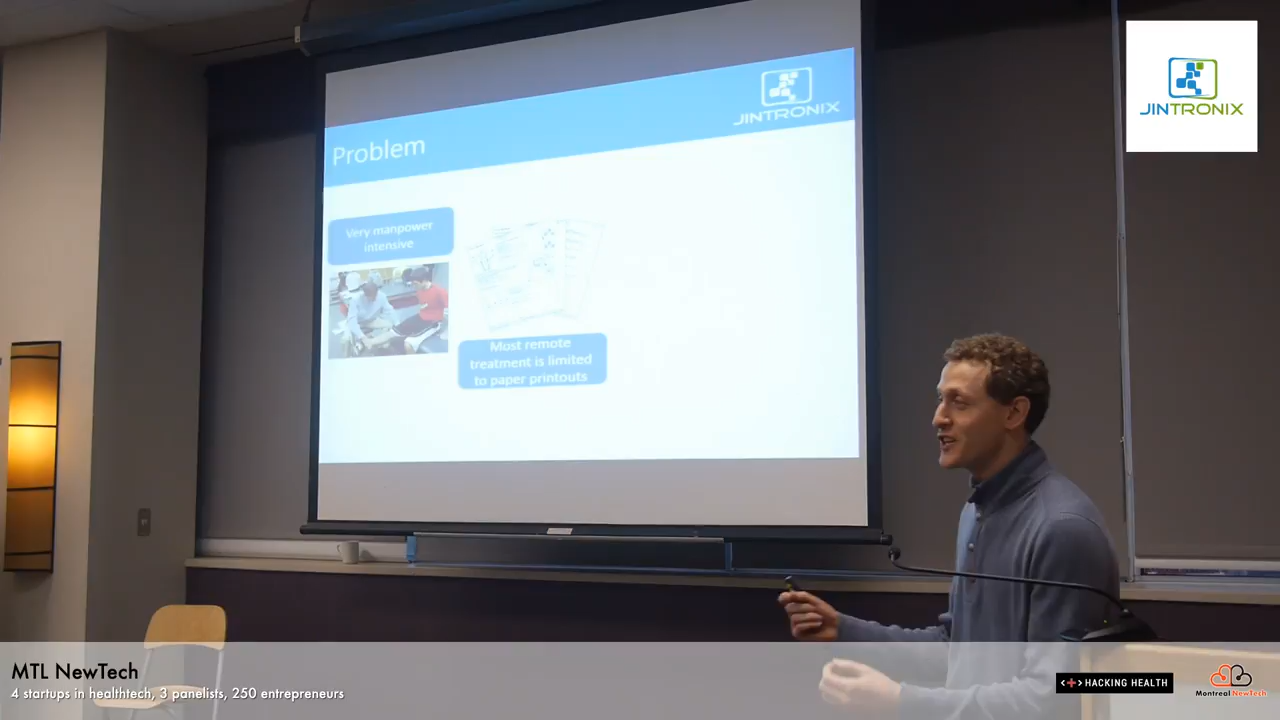 JINTRONIX
Problem
Very manpower
intensive
Most remote
treatment is limited
to paper printouts
JINTRONIX
MTL NewTech
4 startups in healthtech, 3 panelists, 250 entrepreneurs
HACKING HEALTH
Montreal NewTech